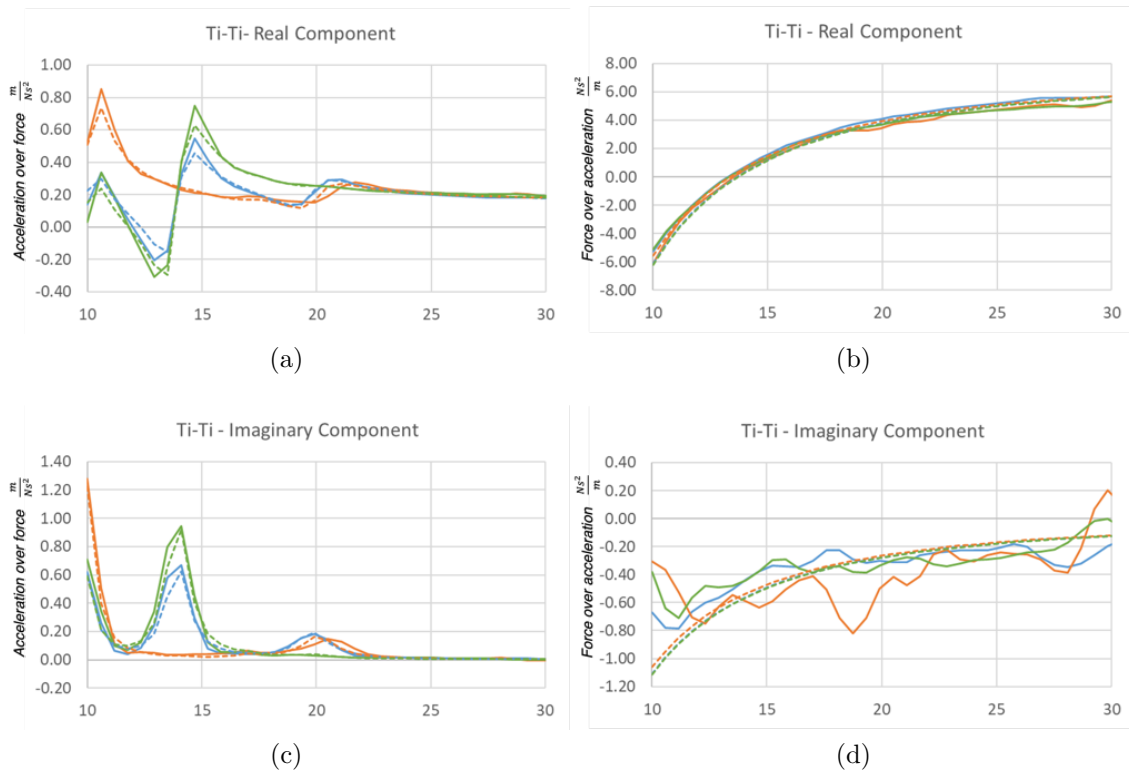 Ti-Ti- Real Component
Acceleration over force m/Ns²
1.00
0.80
0.60
0.40
0.20
0.00
-0.20
-0.40
10 15 20 25 30
(a)
Ti-Ti - Real Component
Force over acceleration Ns²/m
8.00
6.00
4.00
2.00
0.00
-2.00
-4.00
-6.00
-8.00
10 15 20 25 30
(b)
Ti-Ti - Imaginary Component
Acceleration over force m/Ns²
1.40
1.20
1.00
0.80
0.60
0.40
0.20
0.00
-0.20
10 15 20 25 30
(c)
Ti-Ti - Imaginary Component
Force over acceleration Ns²/m
0.40
0.20
0.00
-0.20
-0.40
-0.60
-0.80
-1.00
-1.20
10 15 20 25 30
(d)